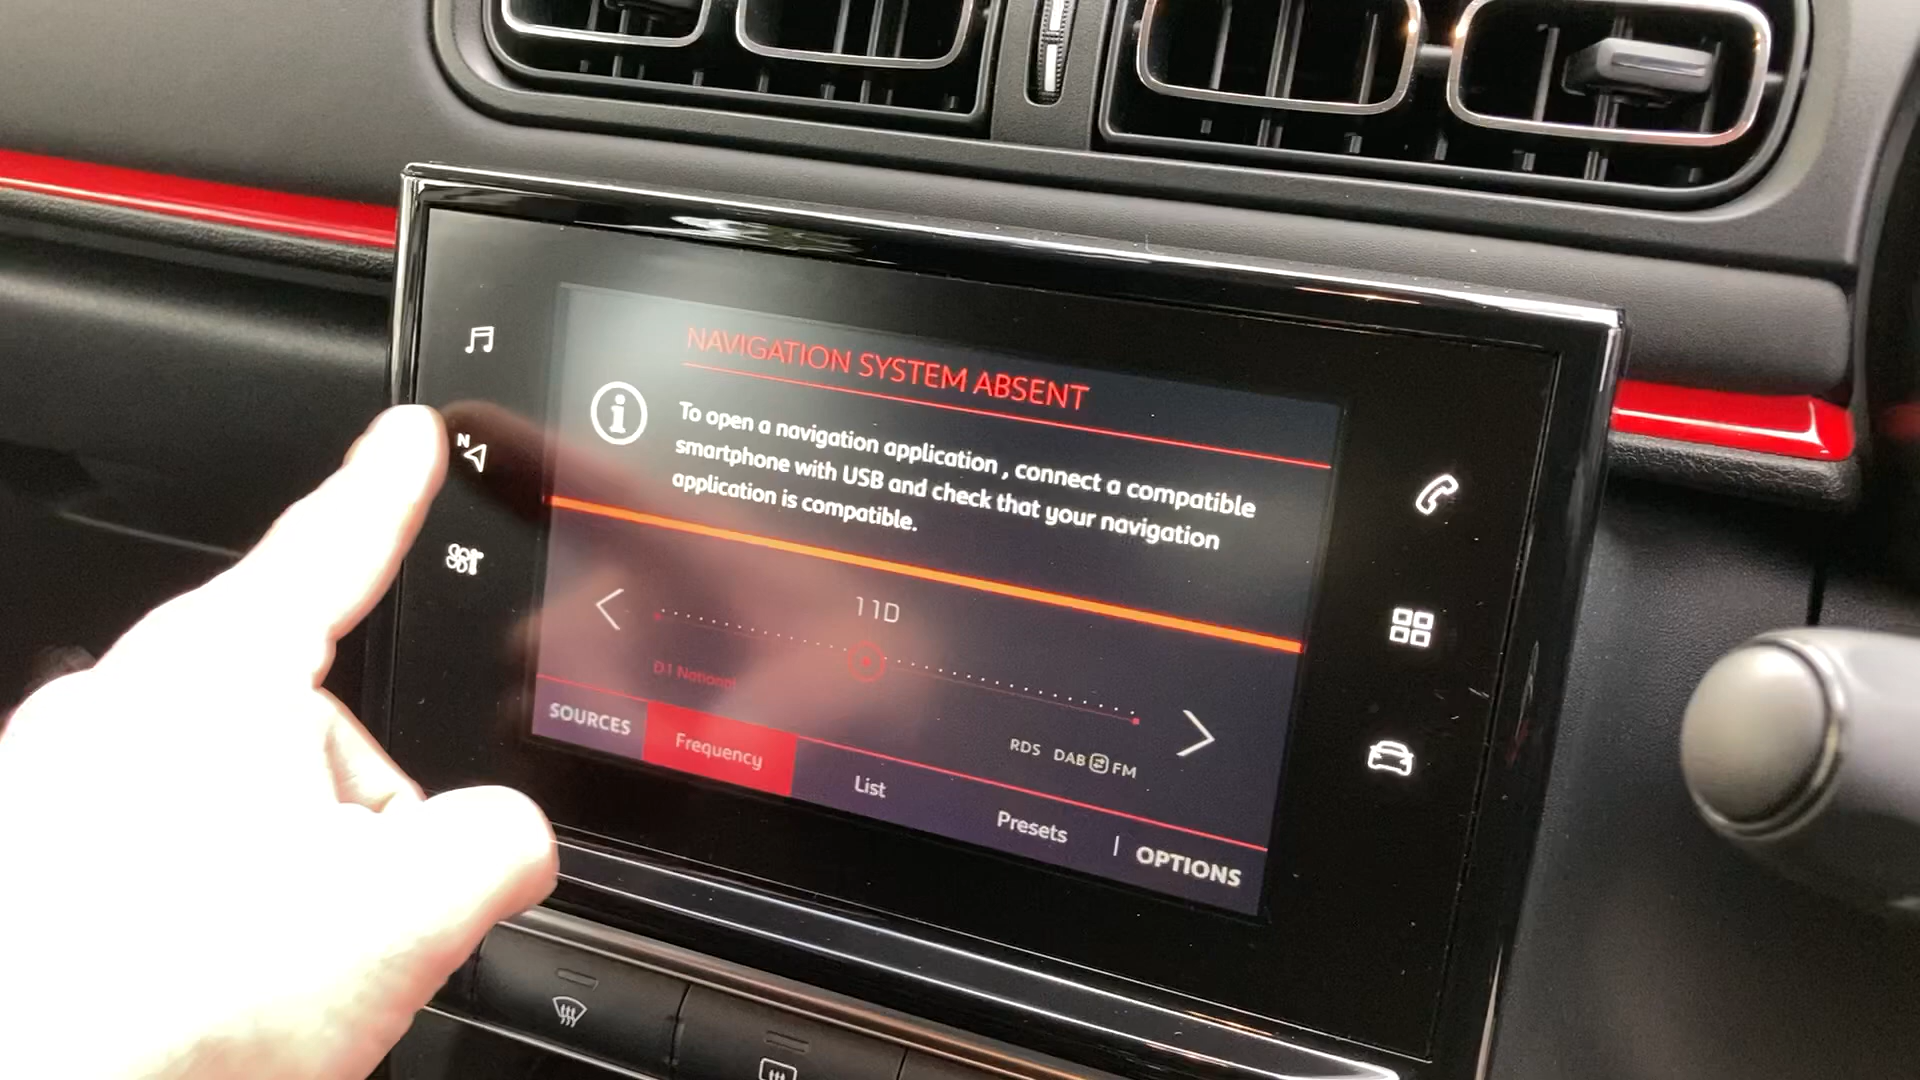 NAVIGATION SYSTEM ABSENT
To open a navigation application , connect a compatible
smartphone with USB and check that your navigation
application is compatible.
N
11D
D1 National
RDS DAB FM
SOURCES
Frequency
List
Presets
OPTIONS